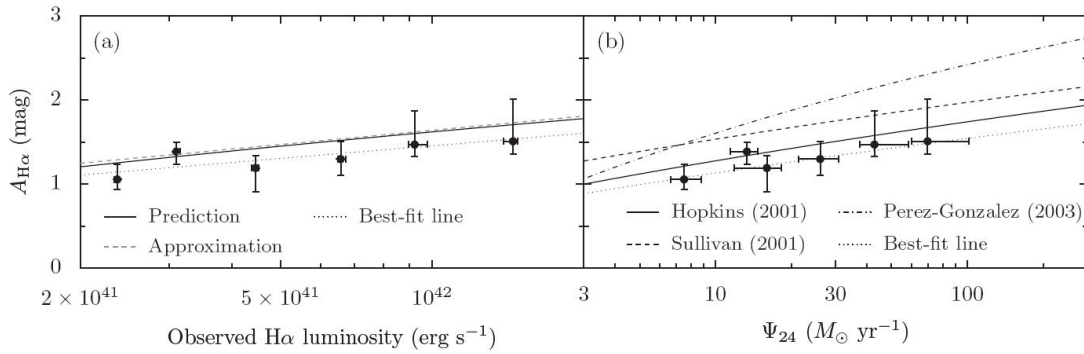 3
2
1
0
A_Hα (mag)
(a)
Prediction
Best-fit line
Approximation
2 × 10^41
5 × 10^41
10^42
Observed Hα luminosity (erg s^−1)
(b)
Hopkins (2001)
Perez-Gonzalez (2003)
Sullivan (2001)
Best-fit line
3
10
30
100
Ψ_24 (M_⊙ yr^−1)